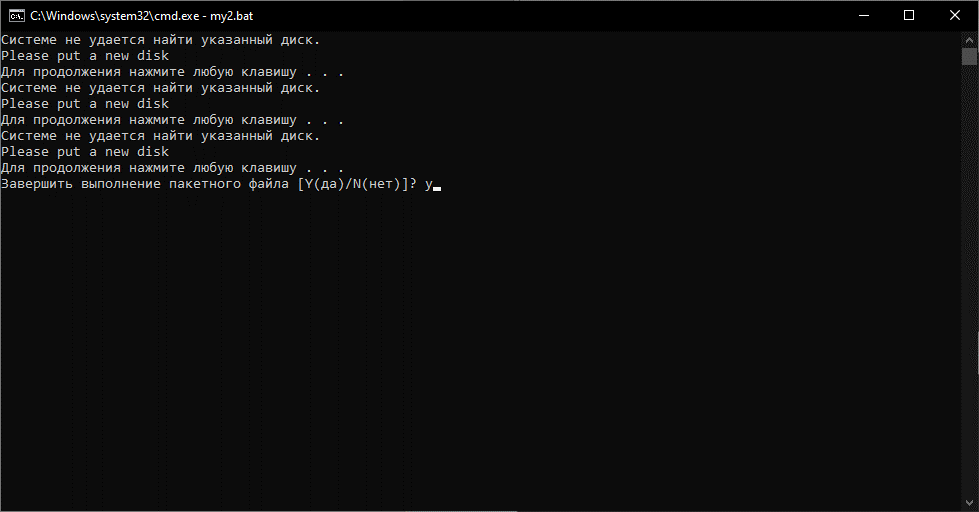 C:\Windows\system32\cmd.exe - my2.bat
Системе не удается найти указанный диск.
Please put a new disk
Для продолжения нажмите любую клавишу . . .
Системе не удается найти указанный диск.
Please put a new disk
Для продолжения нажмите любую клавишу . . .
Системе не удается найти указанный диск.
Please put a new disk
Для продолжения нажмите любую клавишу . . .
Завершить выполнение пакетного файла [Y(да)/N(нет)]? y